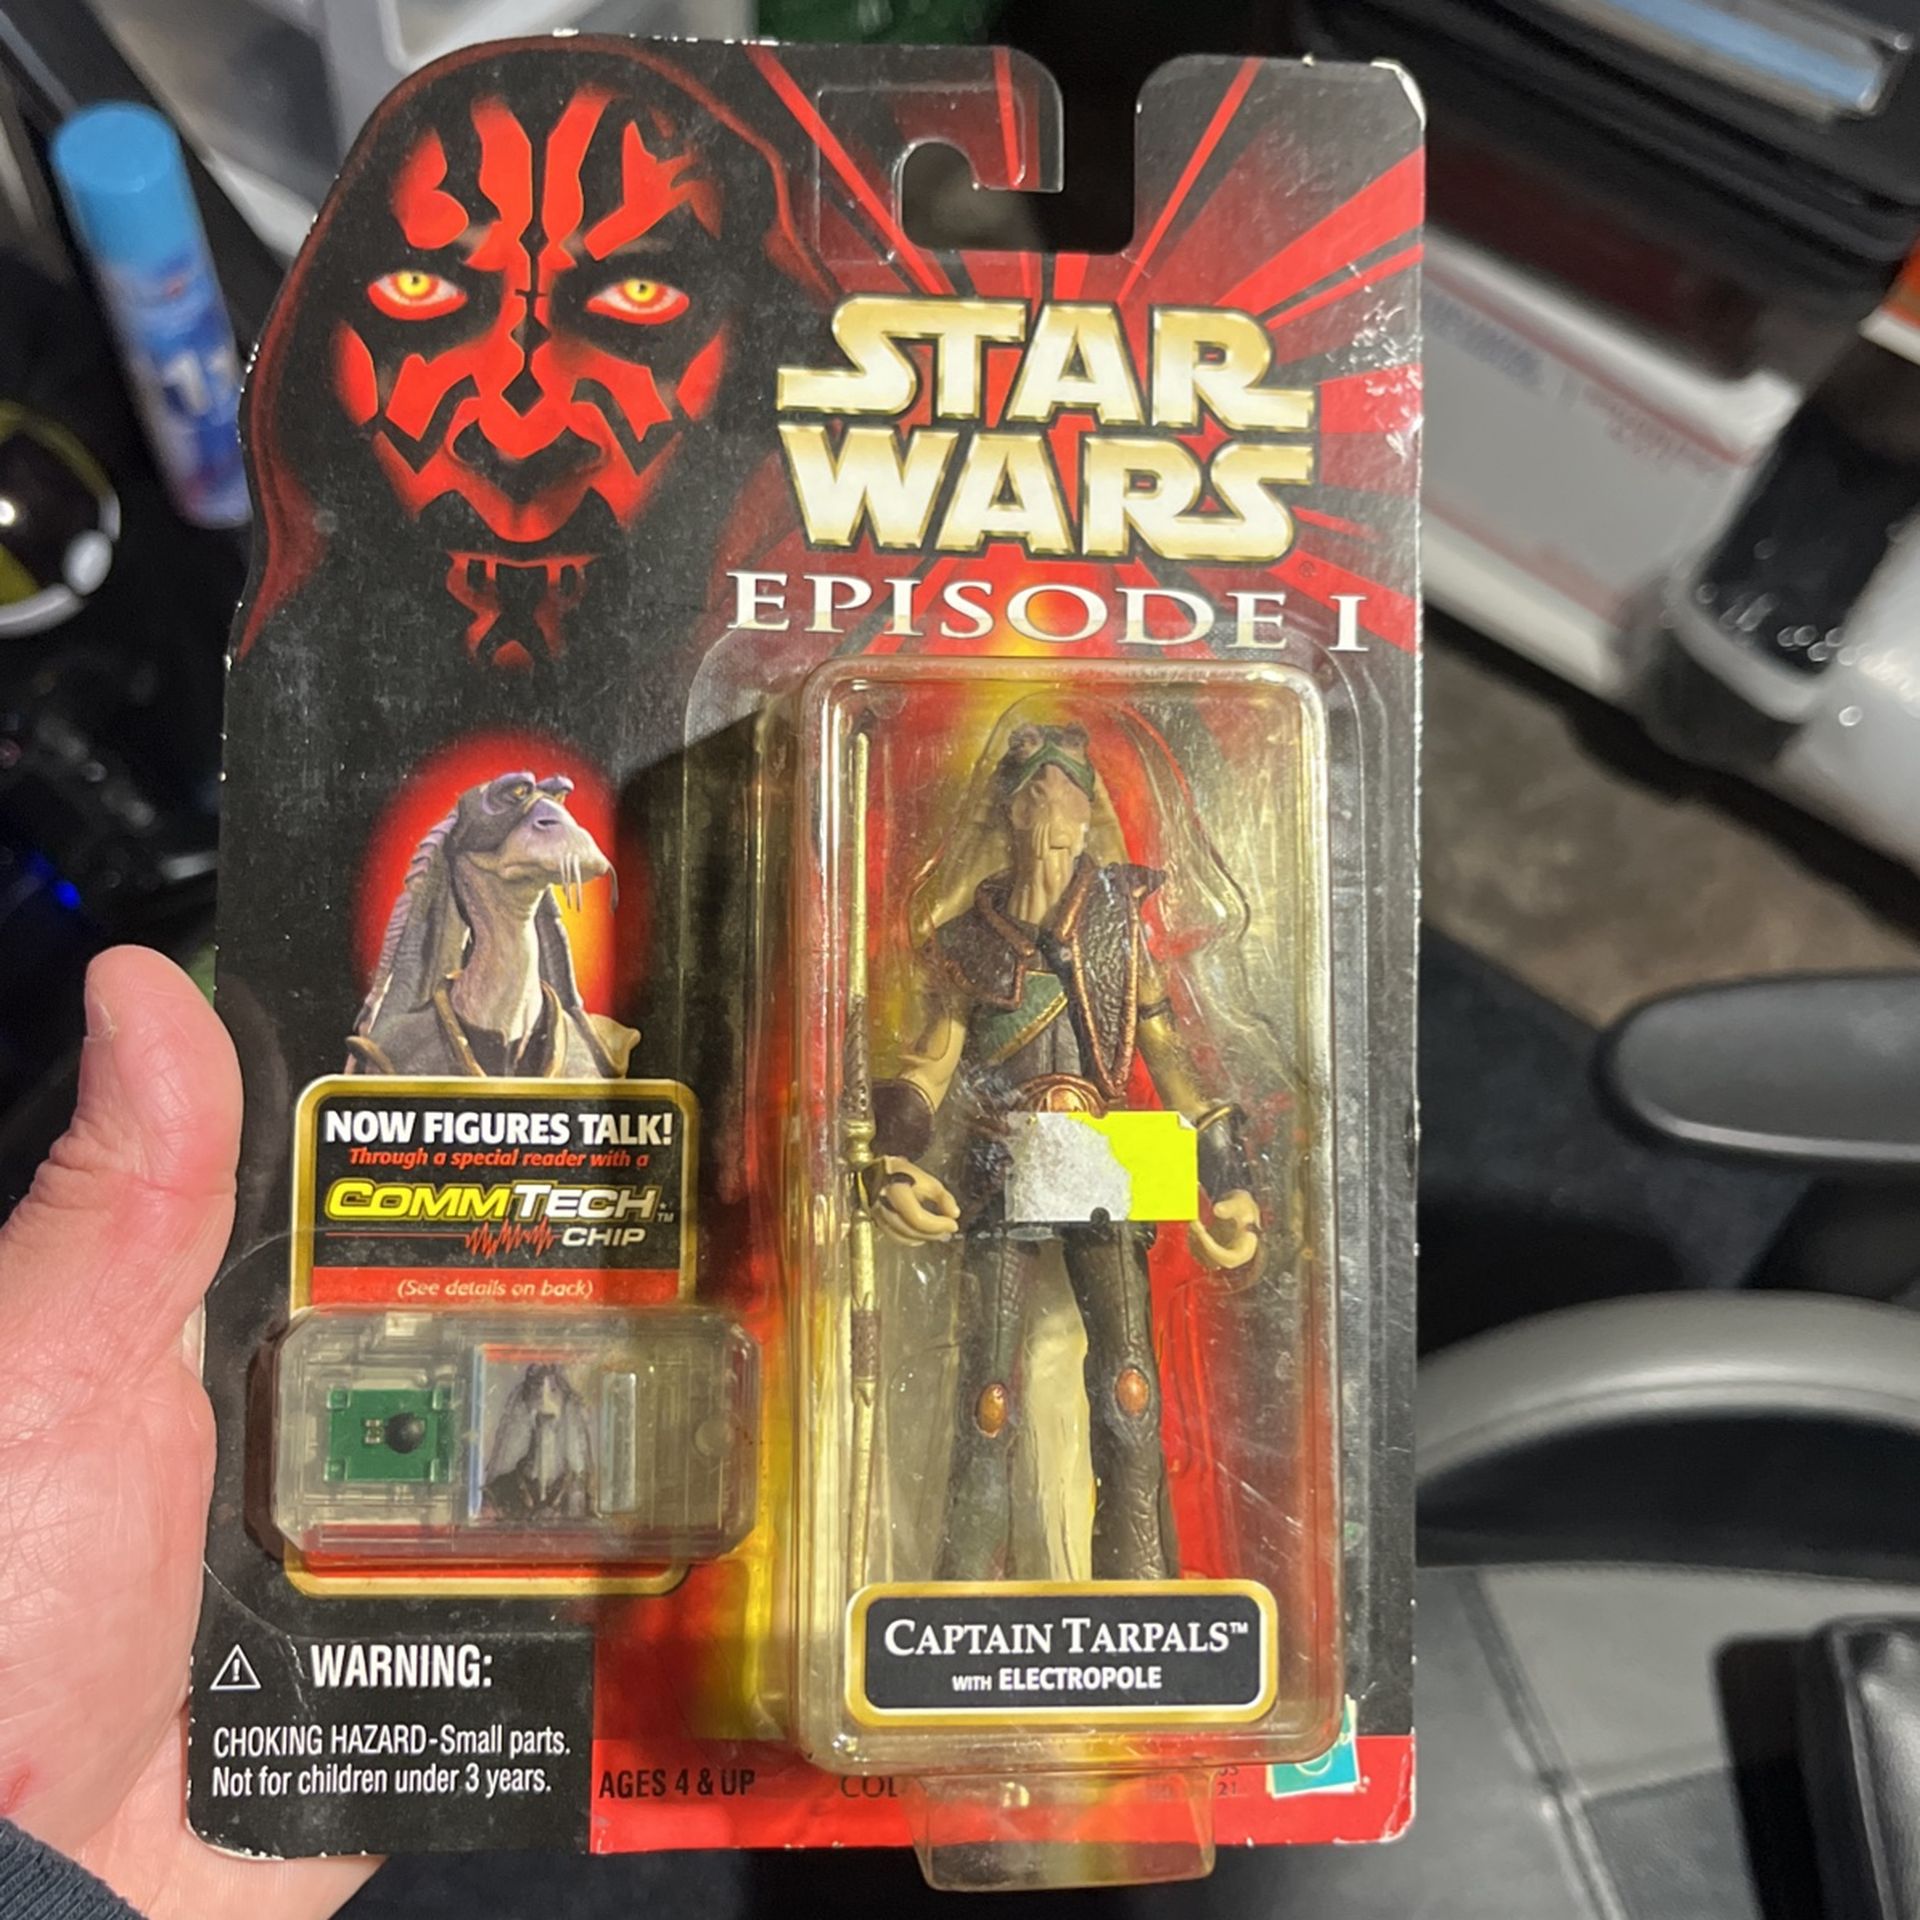 STAR
WARS
EPISODE I
NOW FIGURES TALK!
Through a special reader with a
COMMTECH™
CHIP
(See details on back)
WARNING:
CHOKING HAZARD-Small parts.
Not for children under 3 years.
AGES 4 & UP
CAPTAIN TARPALS™
WITH ELECTROPOLE